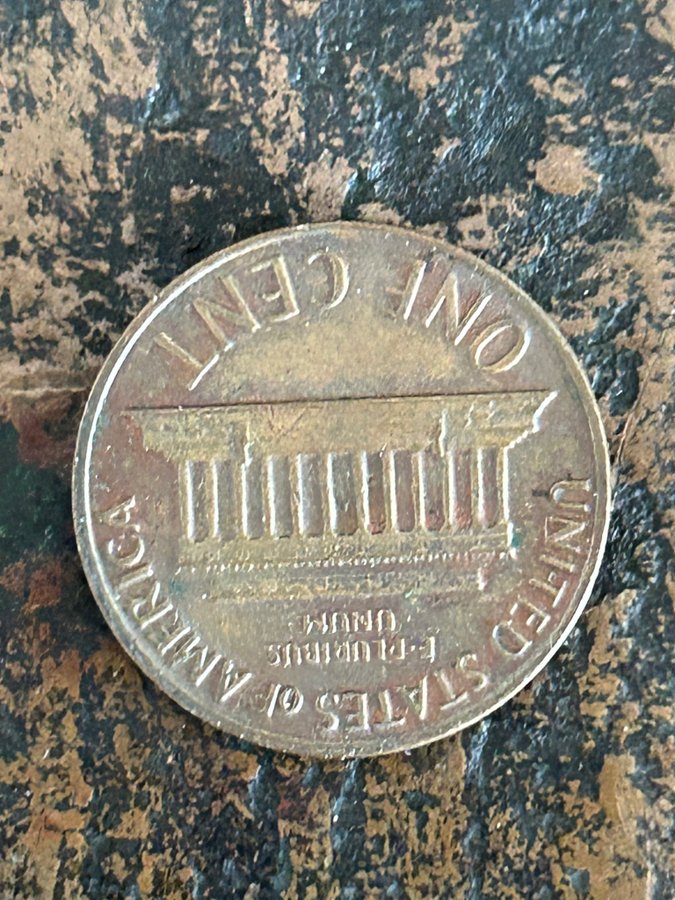 UNITED STATES OF AMERICA
E·PLURIBUS
·UNUM·
ONE CENT